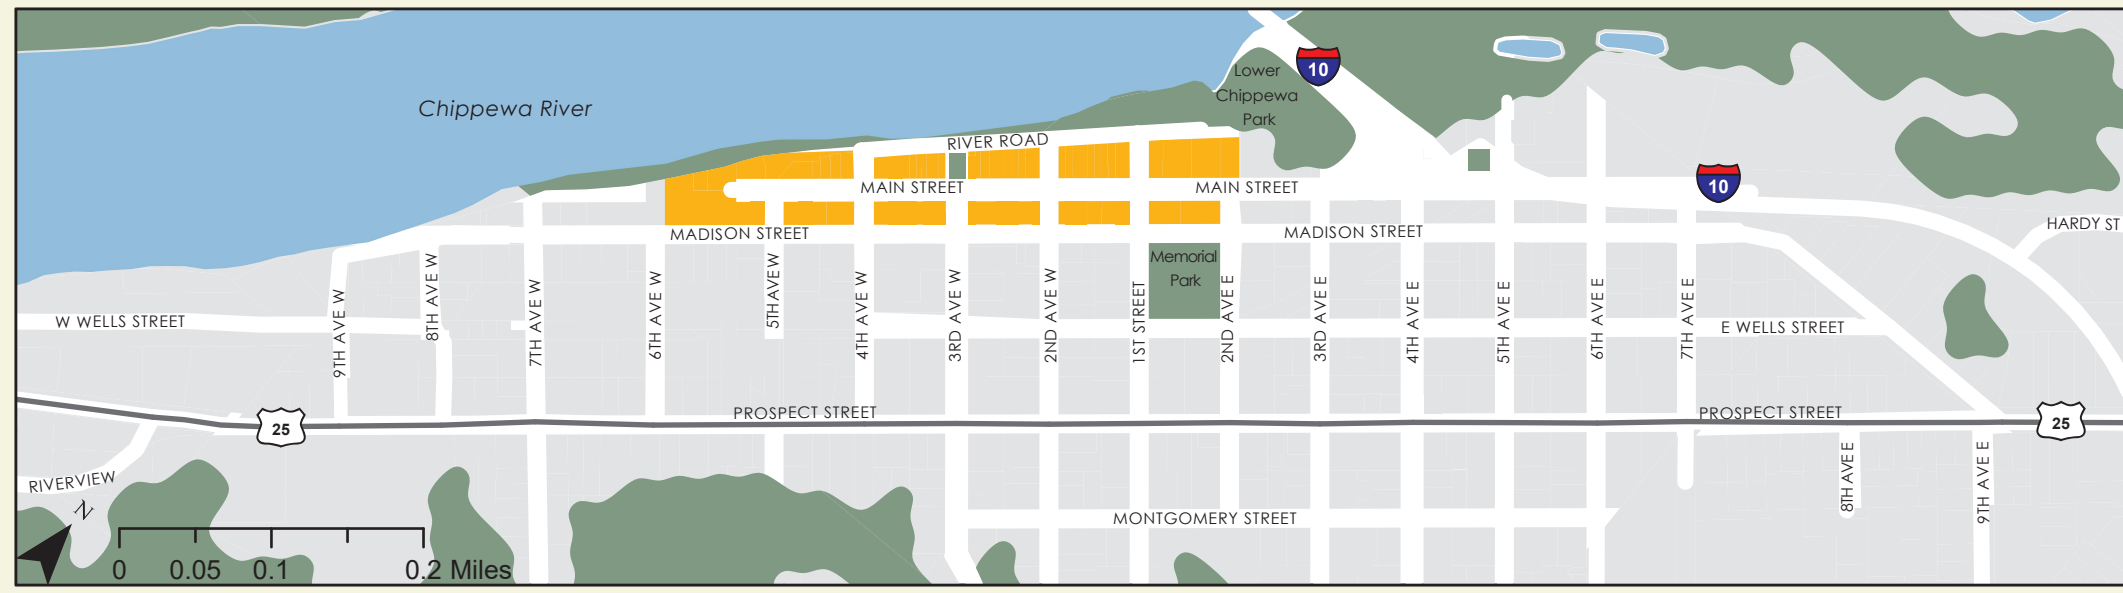 Lower
Chippewa
Park
10
Chippewa River
RIVER ROAD
MAIN STREET
MAIN STREET
10
MADISON STREET
MADISON STREET
HARDY ST
Memorial
Park
W WELLS STREET
E WELLS STREET
9TH AVE W
8TH AVE W
7TH AVE W
6TH AVE W
5TH AVE W
4TH AVE W
3RD AVE W
2ND AVE W
1ST STREET
2ND AVE E
3RD AVE E
4TH AVE E
5TH AVE E
6TH AVE E
7TH AVE E
PROSPECT STREET
PROSPECT STREET
25
25
RIVERVIEW
8TH AVE E
9TH AVE E
N
MONTGOMERY STREET
0 0.05 0.1 0.2 Miles